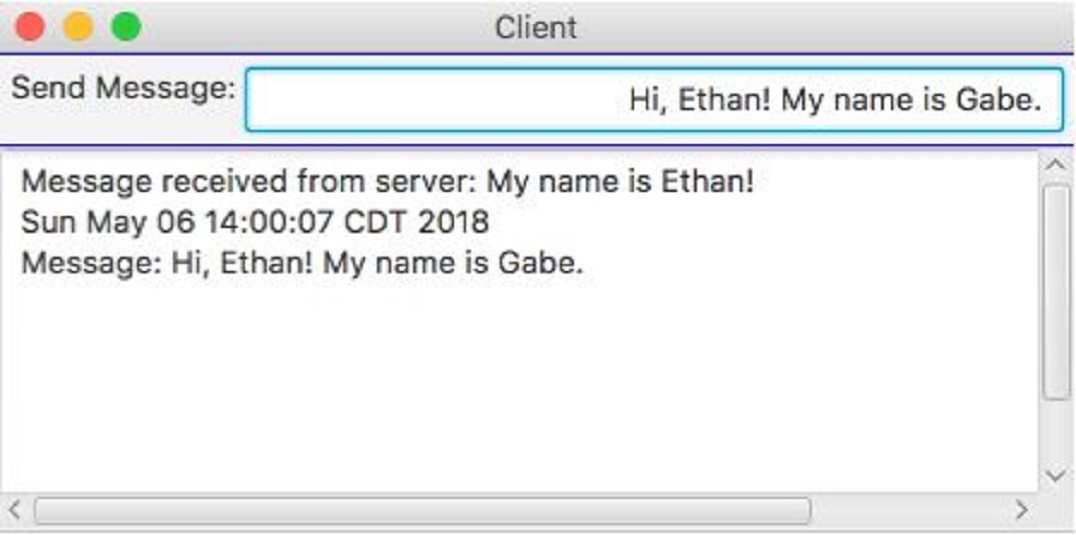 Client
Send Message: Hi, Ethan! My name is Gabe.
Message received from server: My name is Ethan!
Sun May 06 14:00:07 CDT 2018
Message: Hi, Ethan! My name is Gabe.